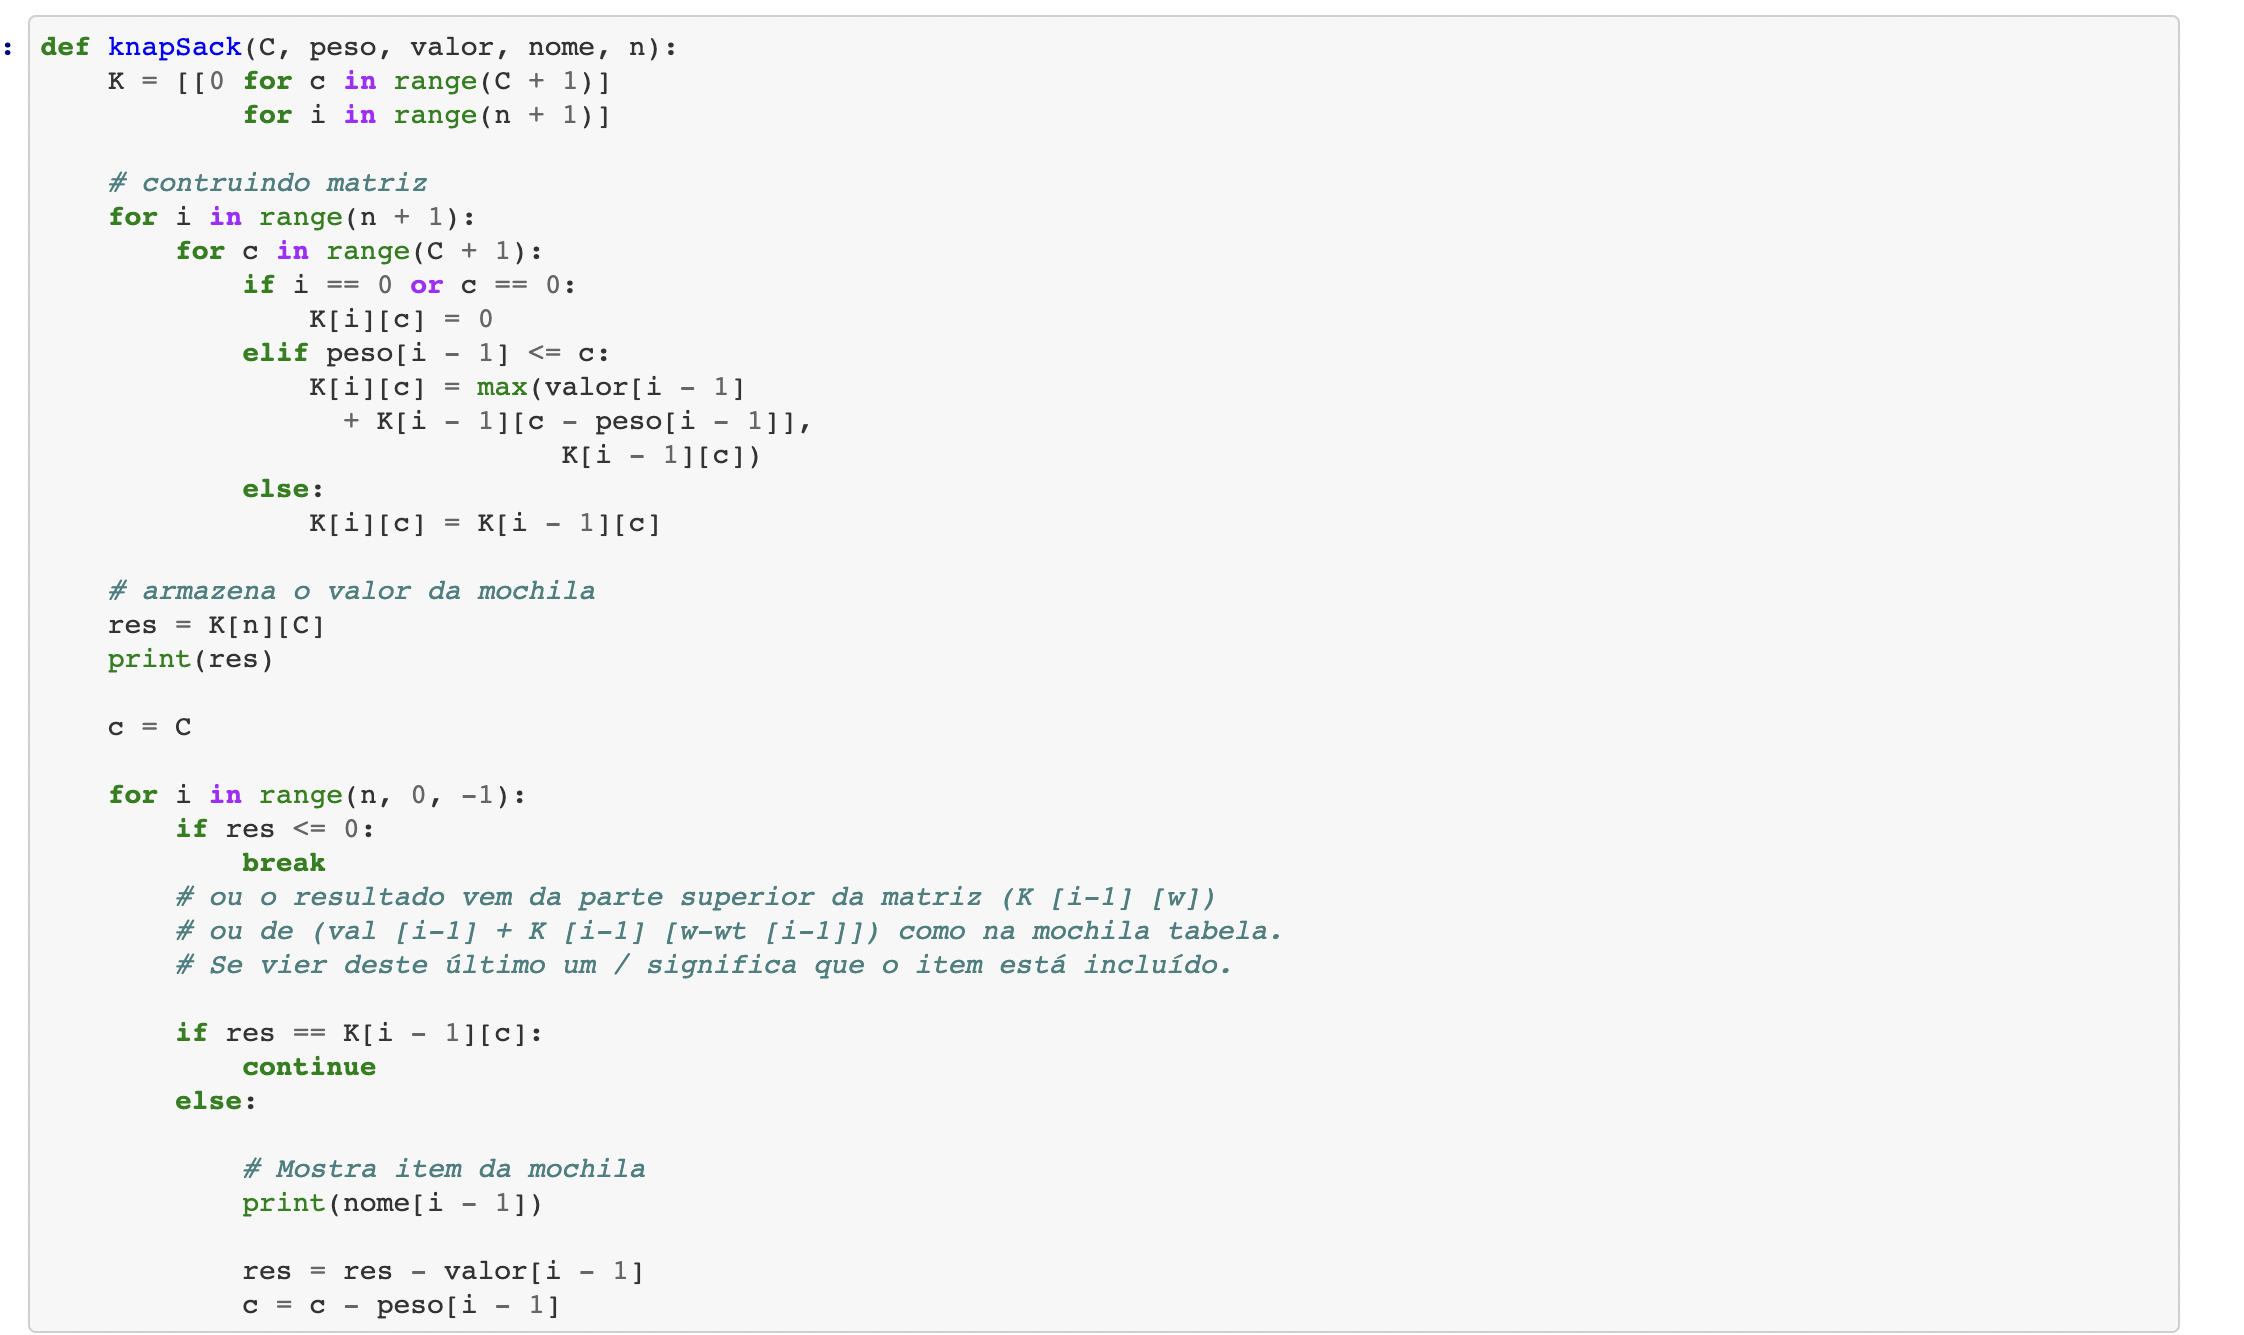 : def knapSack(C, peso, valor, nome, n):
    K = [[0 for c in range(C + 1)]
            for i in range(n + 1)]

    # contruindo matriz
    for i in range(n + 1):
        for c in range(C + 1):
            if i == 0 or c == 0:
                K[i][c] = 0
            elif peso[i - 1] <= c:
                K[i][c] = max(valor[i - 1]
                  + K[i - 1][c - peso[i - 1]],
                               K[i - 1][c])
            else:
                K[i][c] = K[i - 1][c]

    # armazena o valor da mochila
    res = K[n][C]
    print(res)

    c = C

    for i in range(n, 0, -1):
        if res <= 0:
            break
        # ou o resultado vem da parte superior da matriz (K [i-1] [w])
        # ou de (val [i-1] + K [i-1] [w-wt [i-1]]) como na mochila tabela.
        # Se vier deste último um / significa que o item está incluído.

        if res == K[i - 1][c]:
            continue
        else:

            # Mostra item da mochila
            print(nome[i - 1])

            res = res - valor[i - 1]
            c = c - peso[i - 1]